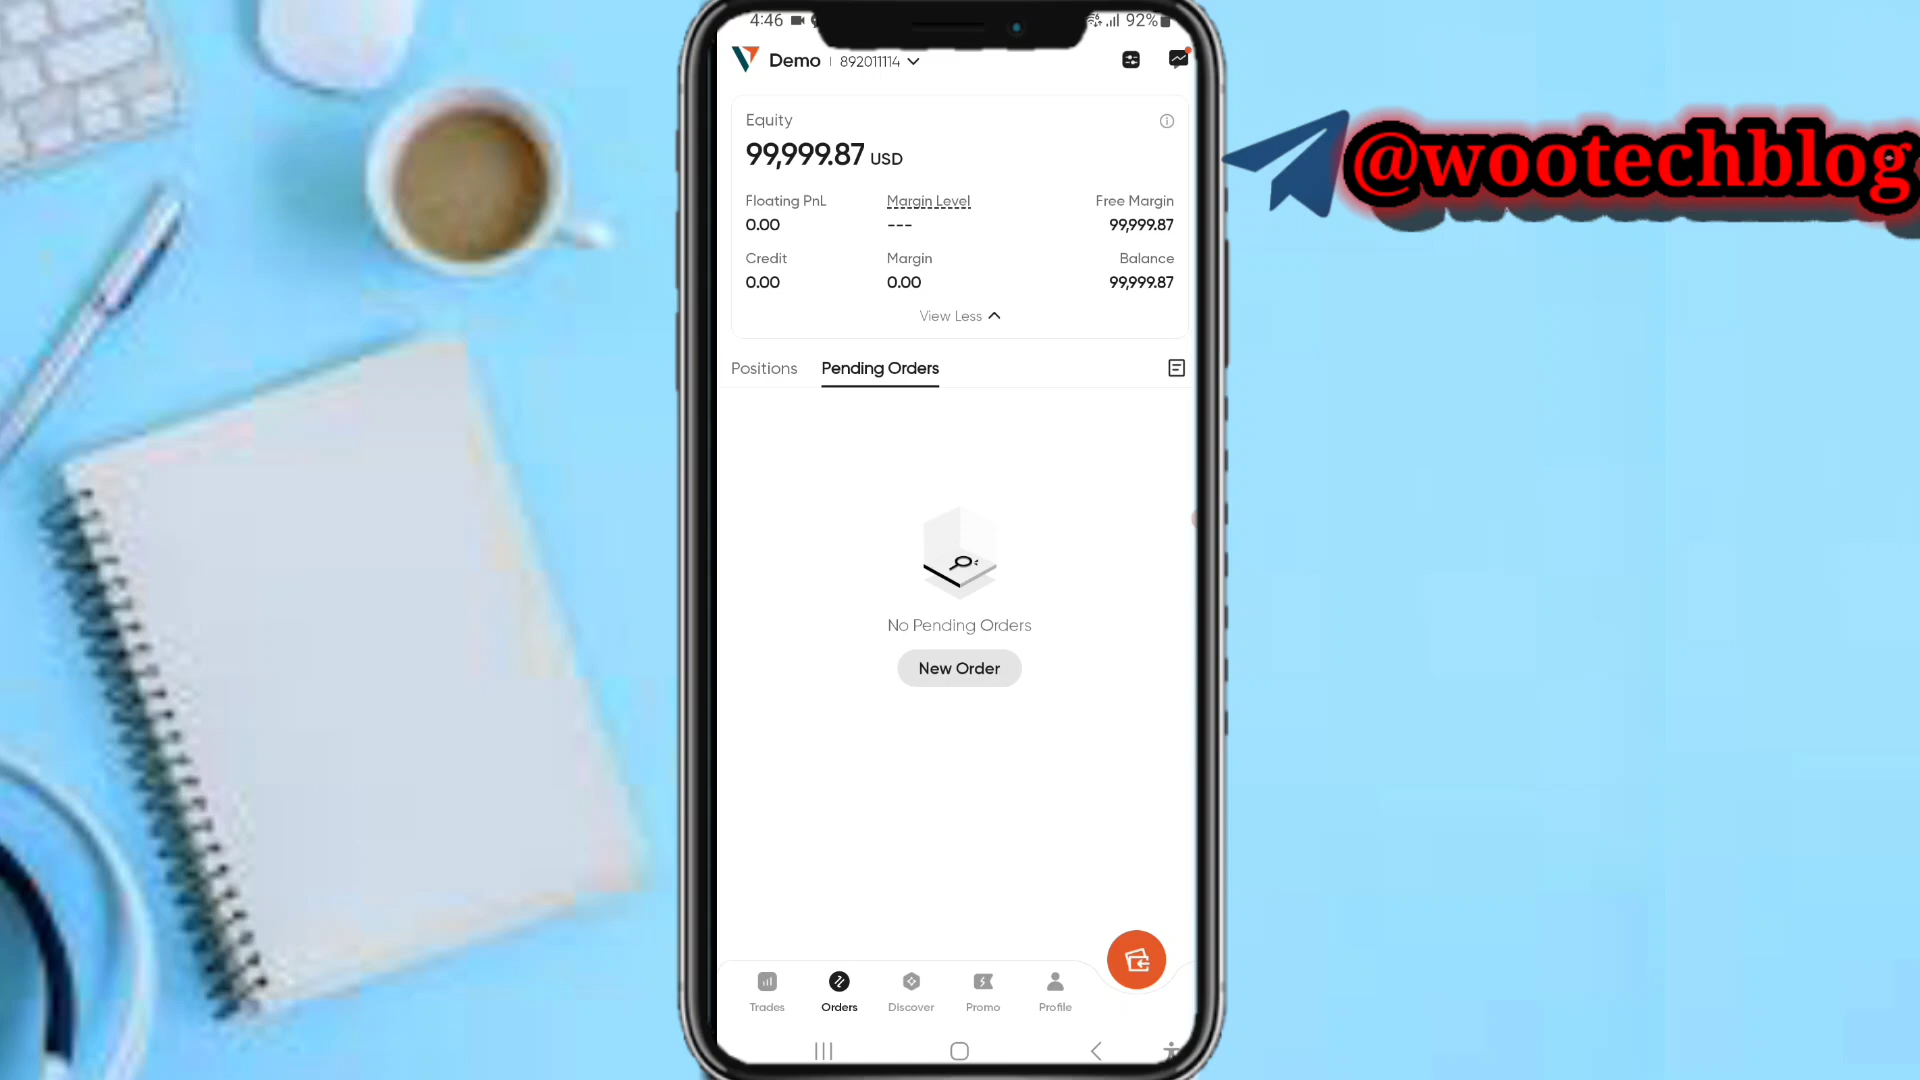 4:46
92%
Demo | 892011114
Equity
99,999.87 USD
Floating PnL Margin Level Free Margin
0.00 --- 99,999.87
Credit Margin Balance
0.00 0.00 99,999.87
View Less
Positions Pending Orders
No Pending Orders
New Order
Trades Orders Discover Promo Profile
@wootechblog